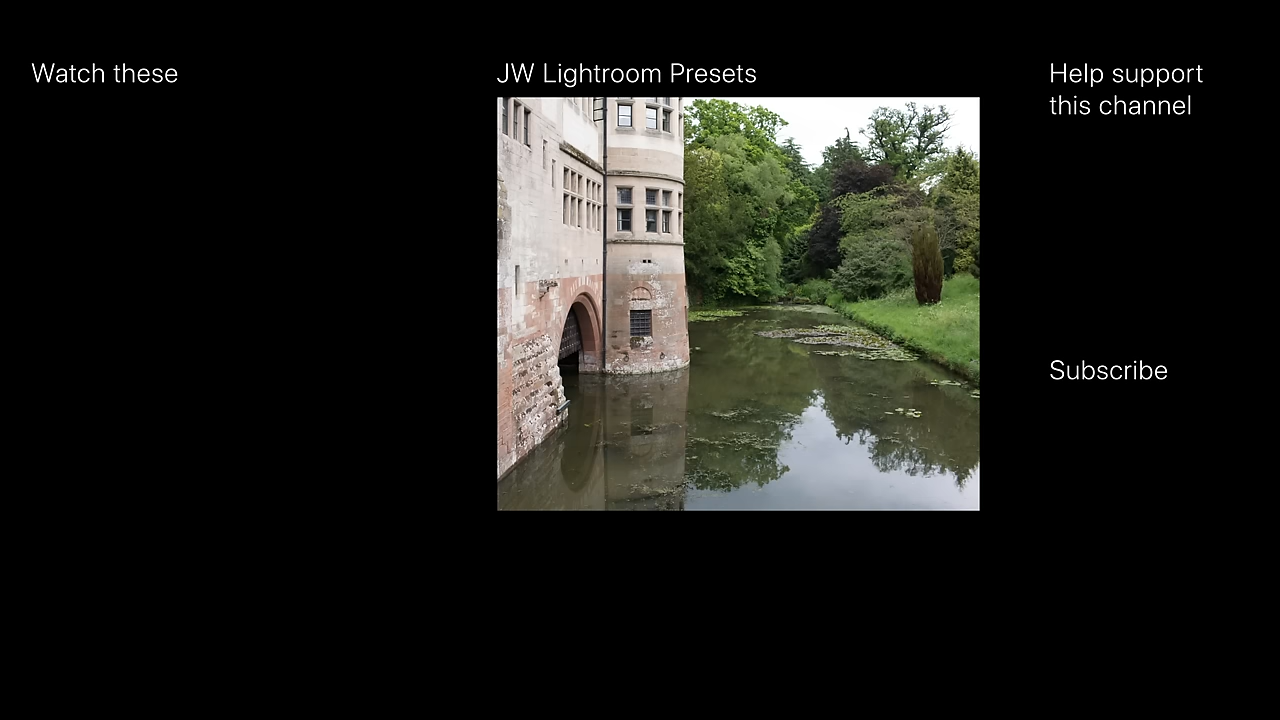 Watch these
JW Lightroom Presets
Help support
this channel
Subscribe